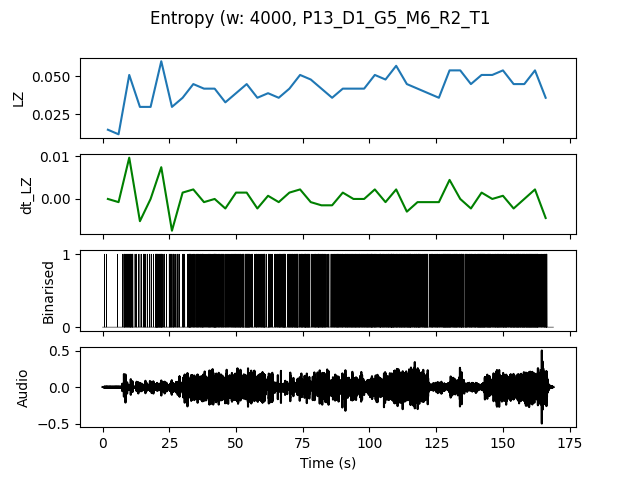 Entropy (w: 4000, P13_D1_G5_M6_R2_T1
LZ
0.050
0.025
dt_LZ
0.01
0.00
Binarised
1
0
Audio
0.5
0.0
−0.5
0 25 50 75 100 125 150 175
Time (s)